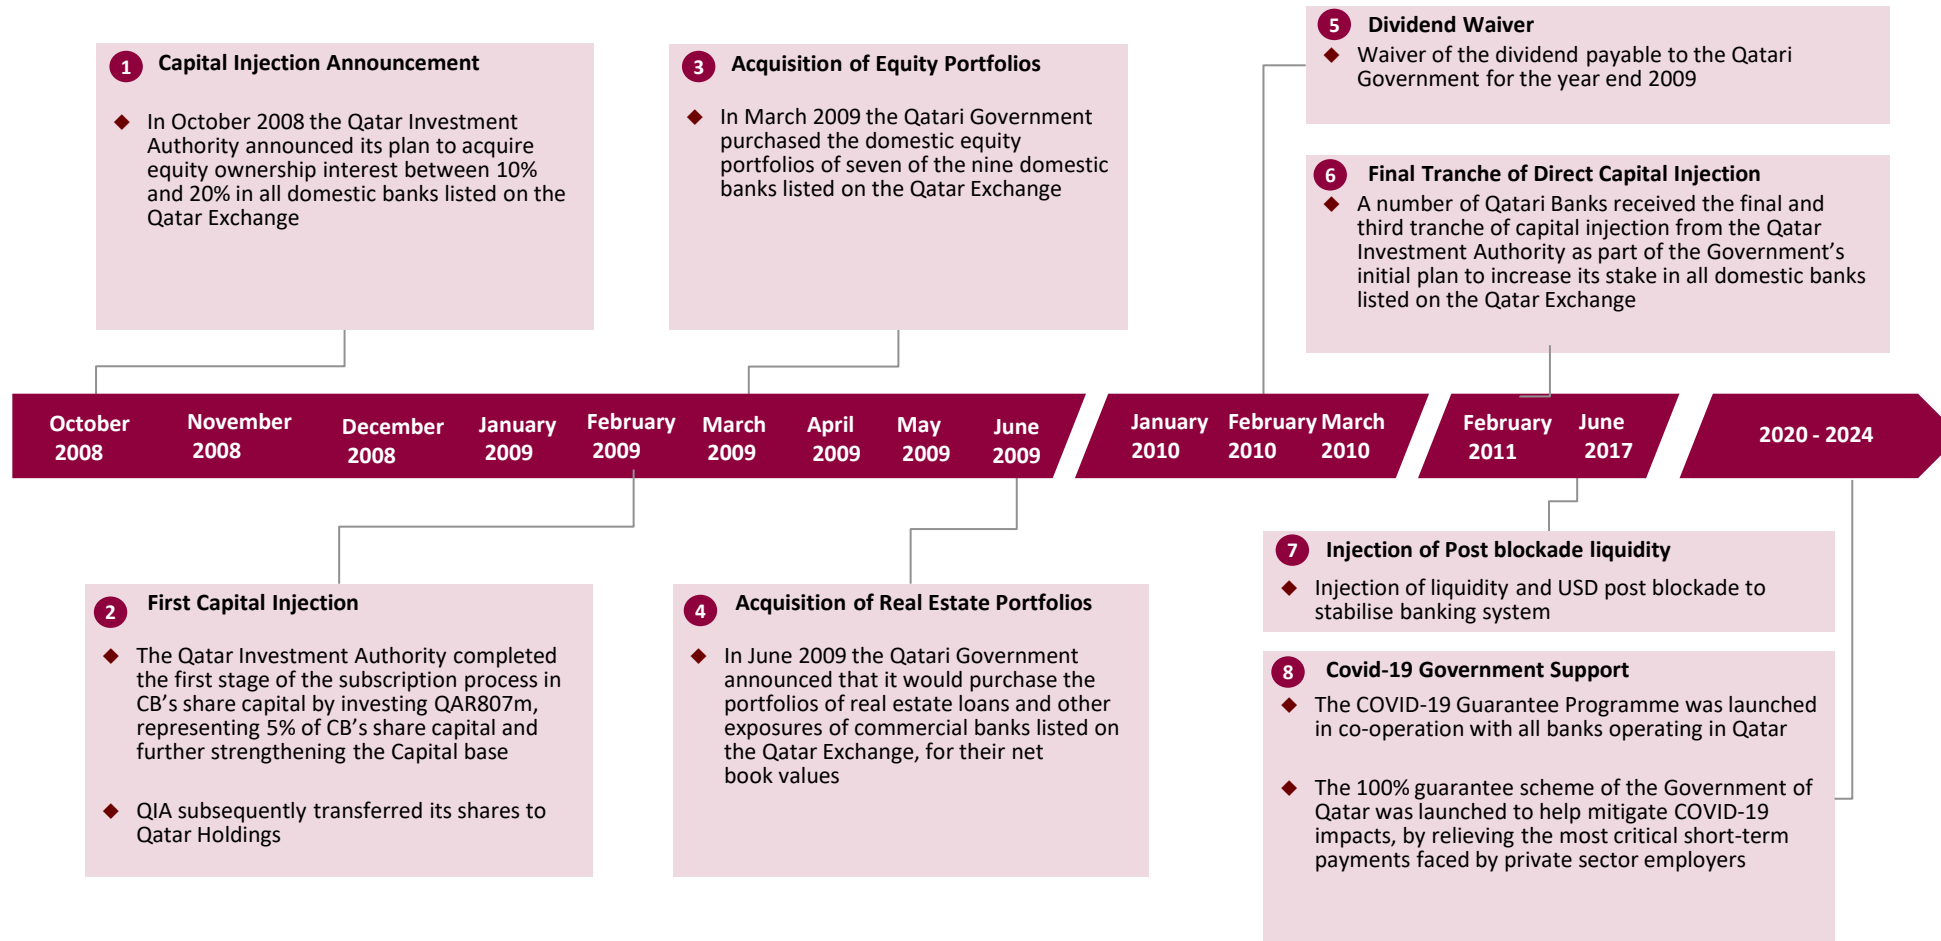 1 Capital Injection Announcement
◆ In October 2008 the Qatar Investment
Authority announced its plan to acquire
equity ownership interest between 10%
and 20% in all domestic banks listed on the
Qatar Exchange
3 Acquisition of Equity Portfolios
◆ In March 2009 the Qatari Government
purchased the domestic equity
portfolios of seven of the nine domestic
banks listed on the Qatar Exchange
5 Dividend Waiver
◆ Waiver of the dividend payable to the Qatari
Government for the year end 2009
6 Final Tranche of Direct Capital Injection
◆ A number of Qatari Banks received the final and
third tranche of capital injection from the Qatar
Investment Authority as part of the Government’s
initial plan to increase its stake in all domestic banks
listed on the Qatar Exchange
October
2008
November
2008
December
2008
January
2009
February
2009
March
2009
April
2009
May
2009
June
2009
January
2010
February
2010
March
2010
February
2011
June
2017
2020 - 2024
2 First Capital Injection
◆ The Qatar Investment Authority completed
the first stage of the subscription process in
CB’s share capital by investing QAR807m,
representing 5% of CB’s share capital and
further strengthening the Capital base
◆ QIA subsequently transferred its shares to
Qatar Holdings
4 Acquisition of Real Estate Portfolios
◆ In June 2009 the Qatari Government
announced that it would purchase the
portfolios of real estate loans and other
exposures of commercial banks listed on
the Qatar Exchange, for their net
book values
7 Injection of Post blockade liquidity
◆ Injection of liquidity and USD post blockade to
stabilise banking system
8 Covid-19 Government Support
◆ The COVID-19 Guarantee Programme was launched
in co-operation with all banks operating in Qatar
◆ The 100% guarantee scheme of the Government of
Qatar was launched to help mitigate COVID-19
impacts, by relieving the most critical short-term
payments faced by private sector employers